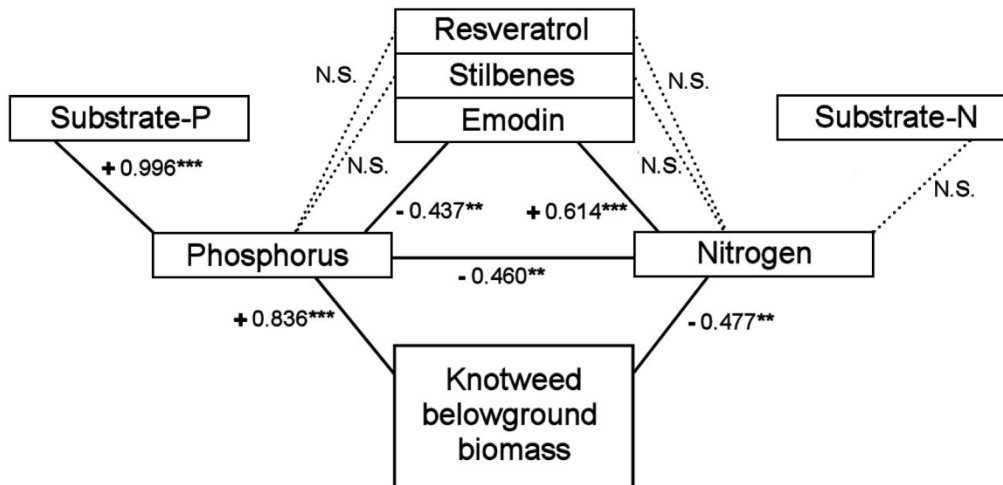 Resveratrol
N.S.
Stilbenes
N.S.
Substrate-P
Emodin
Substrate-N
+ 0.996***
N.S.
N.S.
N.S.
- 0.437**
+ 0.614***
Phosphorus
Nitrogen
- 0.460**
+ 0.836***
- 0.477**
Knotweed
belowground
biomass